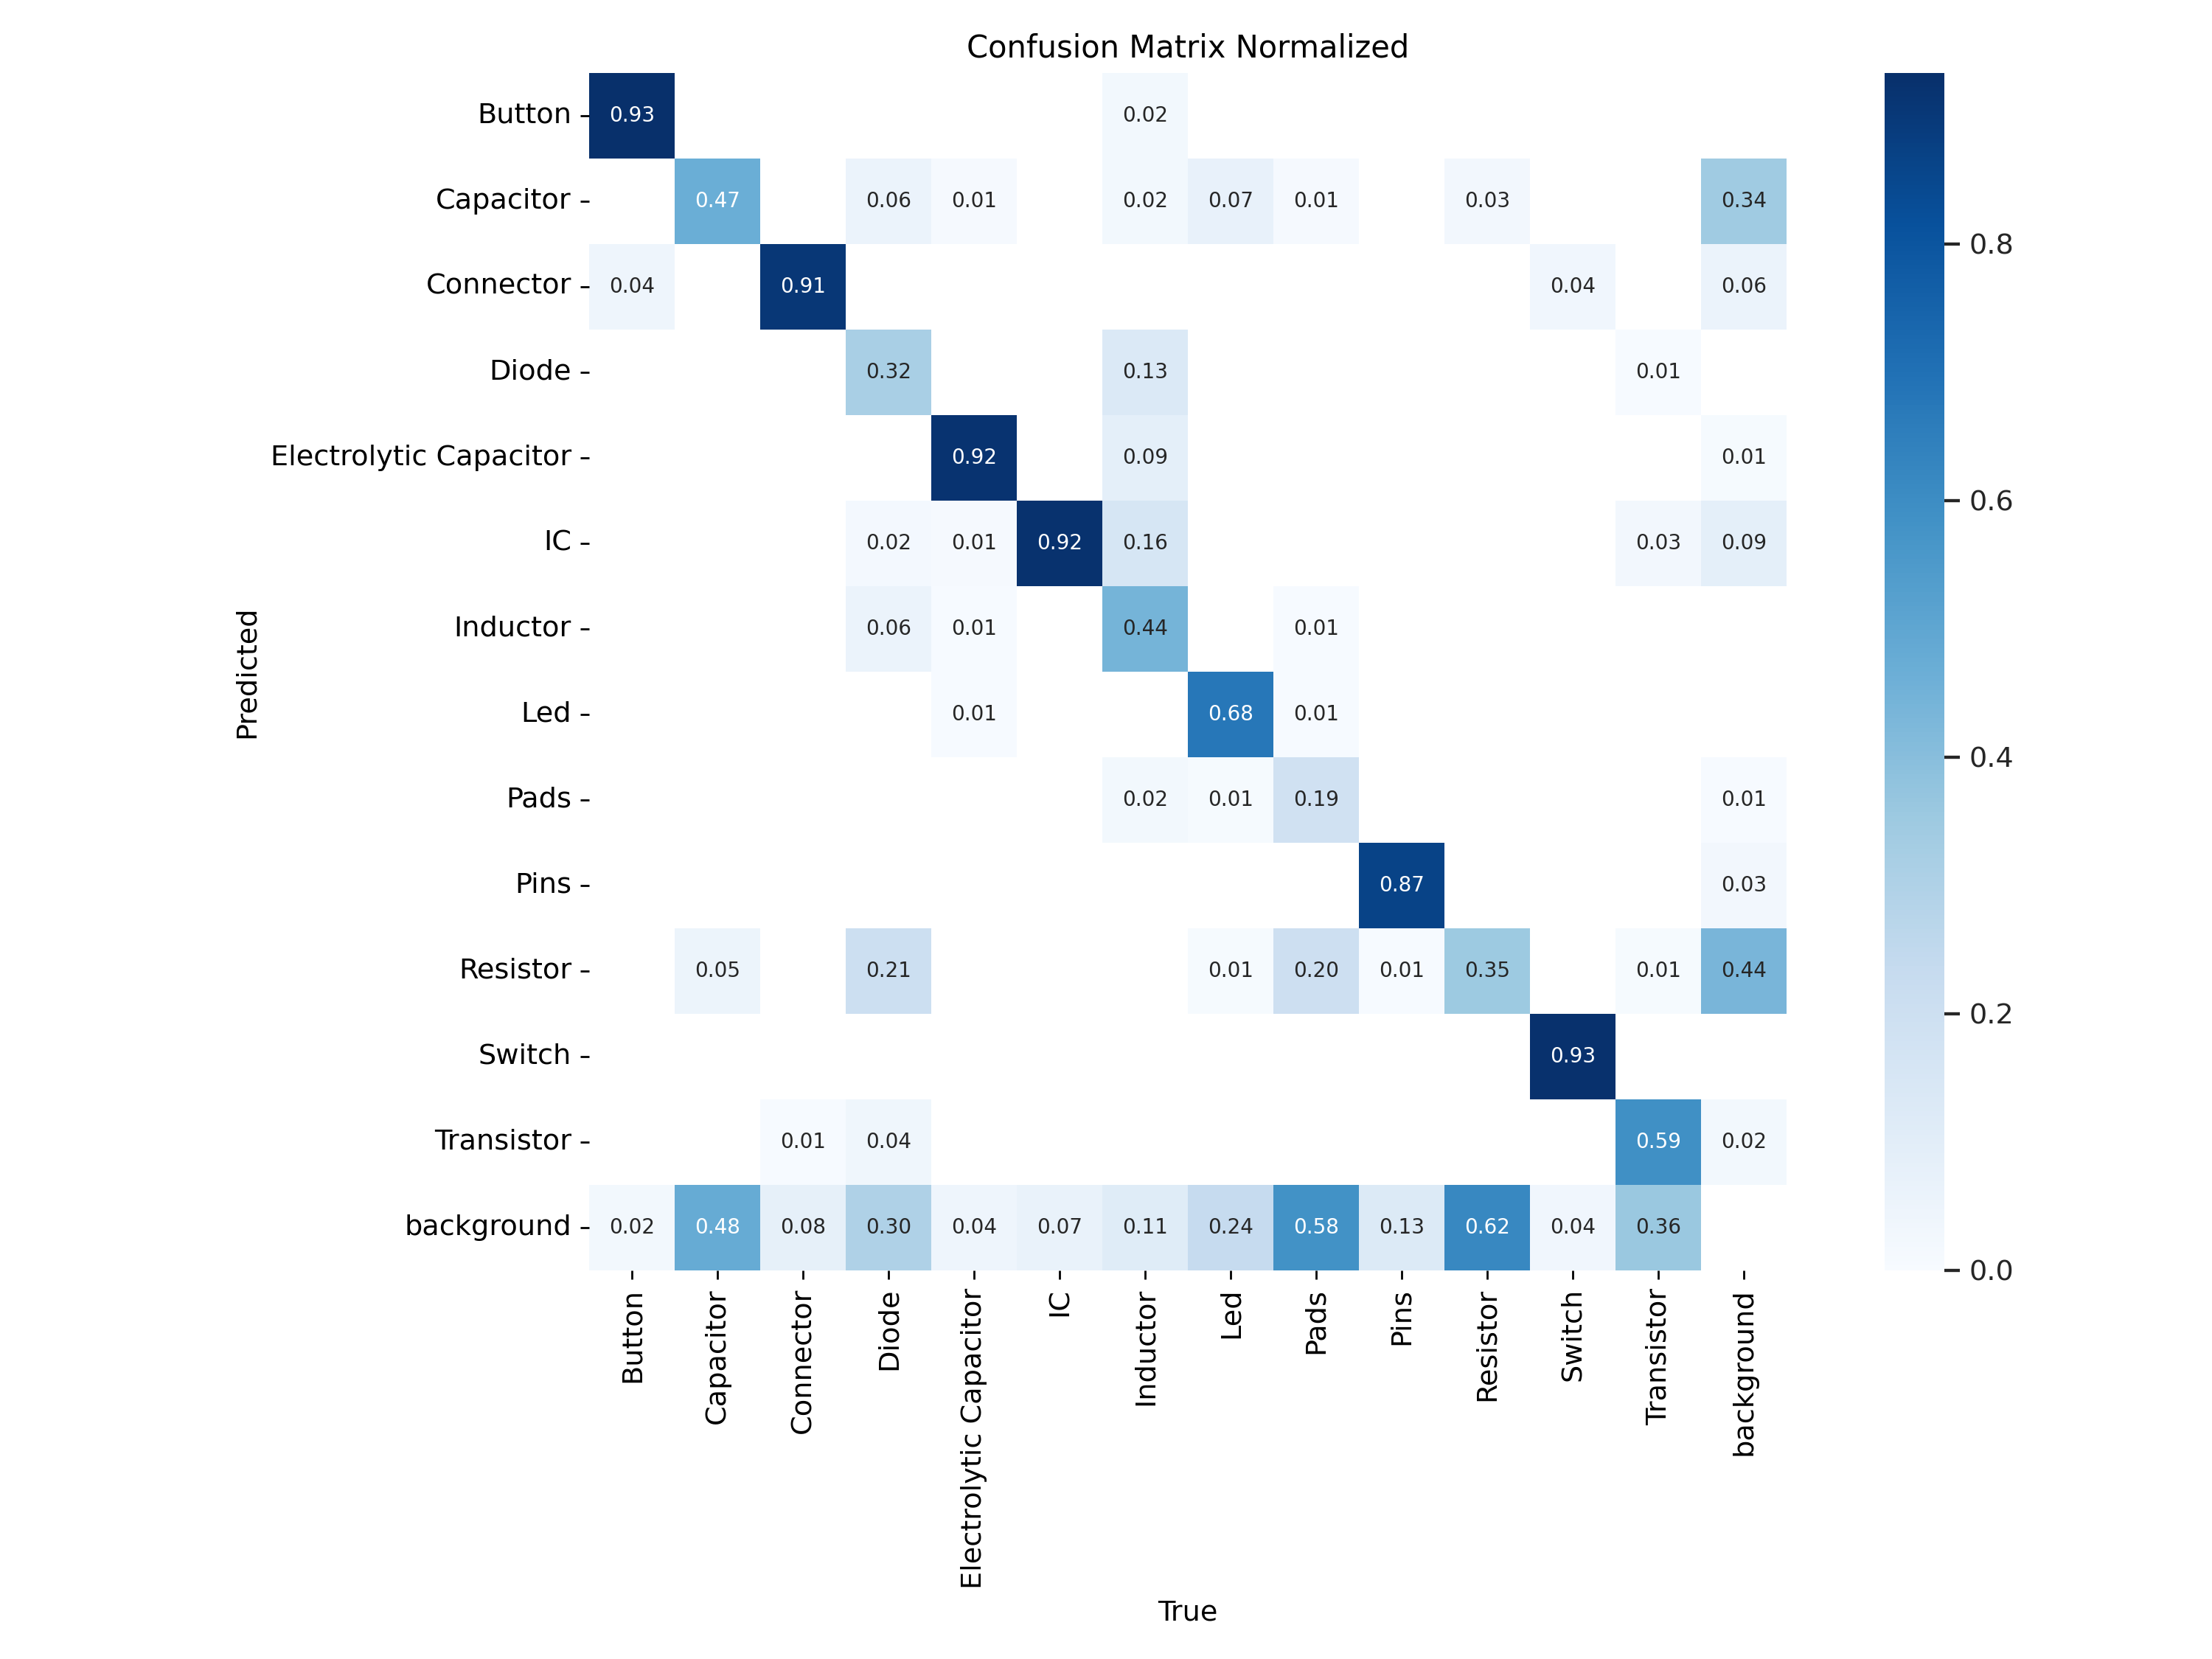 Confusion Matrix Normalized
Button 0.93 0.02
Capacitor 0.47 0.06 0.01 0.02 0.07 0.01 0.03 0.34
Connector 0.04 0.91 0.04 0.06
Diode 0.32 0.13 0.01
Electrolytic Capacitor 0.92 0.09 0.01
IC 0.02 0.01 0.92 0.16 0.03 0.09
Inductor 0.06 0.01 0.44 0.01
Led 0.01 0.68 0.01
Pads 0.02 0.01 0.19 0.01
Pins 0.87 0.03
Resistor 0.05 0.21 0.01 0.20 0.01 0.35 0.01 0.44
Switch 0.93
Transistor 0.01 0.04 0.59 0.02
background 0.02 0.48 0.08 0.30 0.04 0.07 0.11 0.24 0.58 0.13 0.62 0.04 0.36
Predicted
Button
Capacitor
Connector
Diode
Electrolytic Capacitor
IC
Inductor
Led
Pads
Pins
Resistor
Switch
Transistor
background
True
0.8
0.6
0.4
0.2
0.0